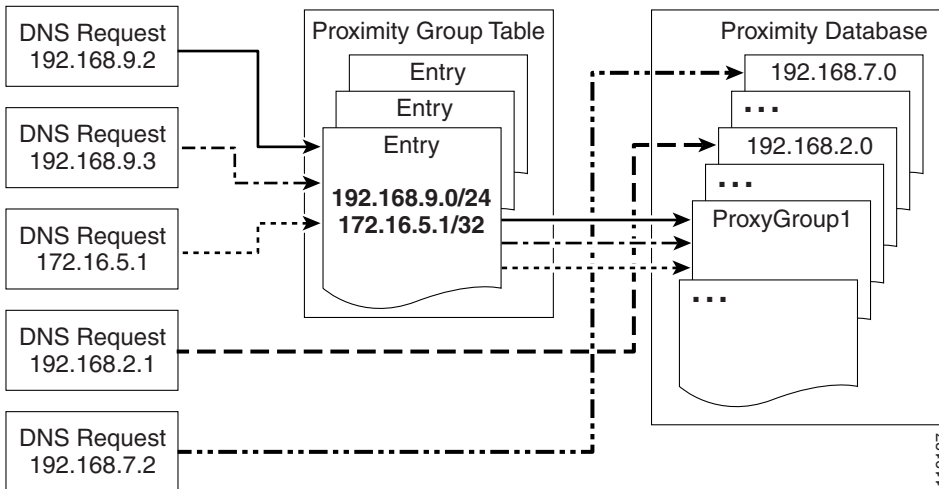 DNS Request
192.168.9.2
DNS Request
192.168.9.3
DNS Request
172.16.5.1
DNS Request
192.168.2.1
DNS Request
192.168.7.2
Proximity Group Table
Entry
Entry
Entry
192.168.9.0/24
172.16.5.1/32
Proximity Database
192.168.7.0
...
192.168.2.0
...
ProxyGroup1
...